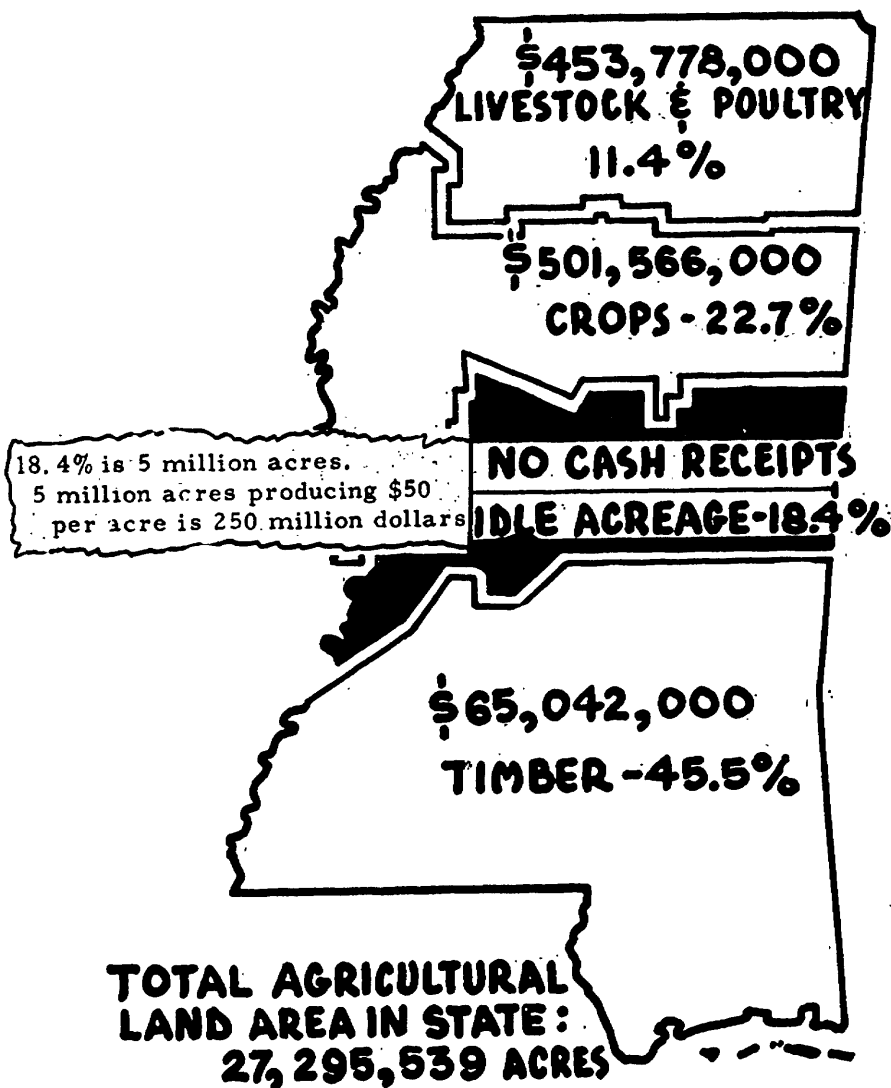 $453,778,000
LIVESTOCK & POULTRY
11.4%
$501,566,000
CROPS - 22.7%
18.4% is 5 million acres.
5 million acres producing $50
per acre is 250 million dollars
NO CASH RECEIPTS
IDLE ACREAGE-18.4%
$65,042,000
TIMBER -45.5%
TOTAL AGRICULTURAL
LAND AREA IN STATE:
27,295,539 ACRES